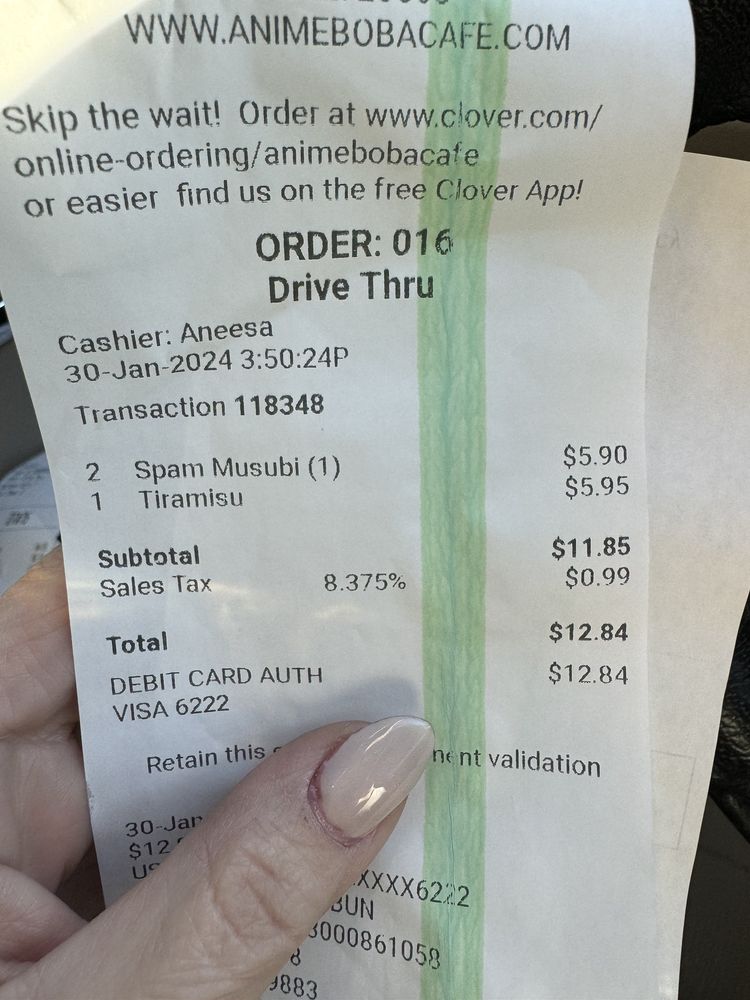 WWW.ANIMEBOBACAFE.COM
Skip the wait! Order at www.clover.com/
online-ordering/animebobacafe
or easier find us on the free Clover App!
ORDER: 016
Drive Thru
Cashier: Aneesa
30-Jan-2024 3:50:24P
Transaction 118348
2 Spam Musubi (1) $5.90
1 Tiramisu $5.95
Subtotal $11.85
Sales Tax 8.375% $0.99
Total $12.84
DEBIT CARD AUTH $12.84
VISA 6222
Retain this validation
30-Jan
$12
XXXX6222
3000861058
8
9883